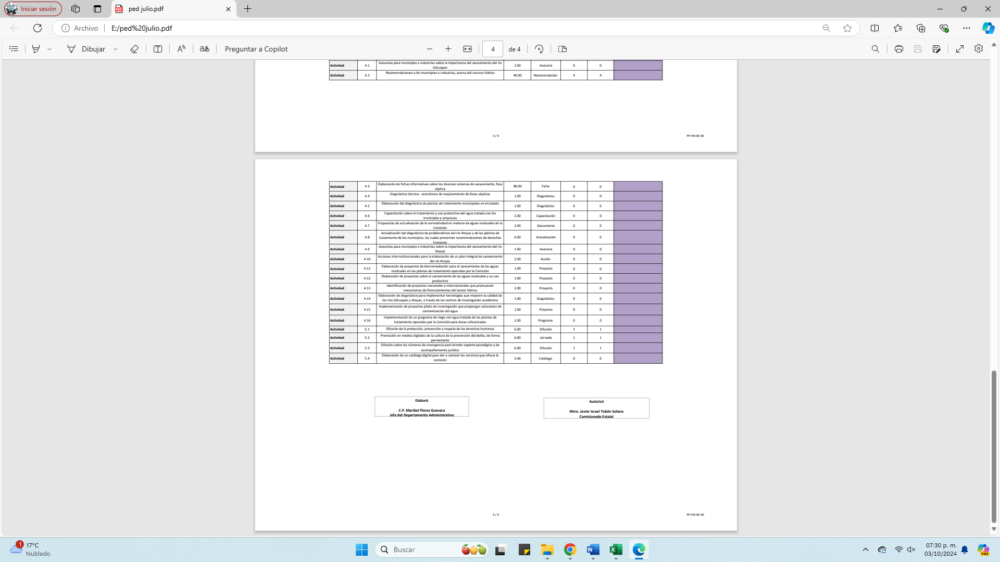 Iniciar sesión
ped julio.pdf
Archivo
E:/ped%20julio.pdf
Dibujar
Preguntar a Copilot
4 de 4
Actividad 4.1 Asesorías para municipios e industrias sobre la importancia del saneamiento del río Zahuapan 2.00 Asesoría 0 0
Actividad 4.2 Recomendaciones a los municipios e industrias, acerca del recurso hídrico 40.00 Recomendación 4 4
3 / 4
PP-FM-0E-00
Actividad 4.3 Elaboración de fichas informativas sobre los diversos sistemas de saneamiento, fosa séptica 98.00 Ficha 0 0
Actividad 4.4 Diagnóstico técnico - económico de mejoramiento de fosas sépticas 1.00 Diagnóstico 0 0
Actividad 4.5 Elaboración del diagnóstico de plantas de tratamiento municipales en el estado 1.00 Diagnóstico 0 0
Actividad 4.6 Capacitación sobre el tratamiento y uso productivo del agua tratada con los municipios y empresas 2.00 Capacitación 0 0
Actividad 4.7 Propuestas de actualización de la normatividad en materia de aguas residuales de la Comisión 2.00 Documento 0 0
Actividad 4.8 Actualización del diagnóstico de problemáticas del río Atoyac y de las plantas de tratamiento de los municipios, las cuales presentan recomendaciones de derechos humanos 6.00 Actualización 0 0
Actividad 4.9 Asesorías para municipios e industrias sobre la importancia del saneamiento del río Atoyac 1.00 Asesoría 0 0
Actividad 4.10 Acciones interinstitucionales para la elaboración de un plan integral de saneamiento del río Atoyac 2.00 Acción 0 0
Actividad 4.11 Elaboración de proyectos de biorremediación para el saneamiento de las aguas residuales en las plantas de tratamiento operadas por la Comisión 1.00 Proyecto 0 0
Actividad 4.12 Elaboración de proyectos sobre el saneamiento de las aguas residuales y su uso productivo 1.00 Proyecto 0 0
Actividad 4.13 Identificación de proyectos nacionales e internacionales que promuevan mecanismos de financiamientos del sector hídrico 2.00 Proyecto 0 0
Actividad 4.14 Elaboración de diagnóstico para implementar tecnologías que mejoren la calidad de los ríos Zahuapan y Atoyac, a través de los centros de investigación académica 1.00 Diagnóstico 0 0
Actividad 4.15 Implementación de proyectos piloto de investigación que propongan soluciones de contaminación del agua 1.00 Proyecto 0 0
Actividad 4.16 Implementación de un programa de riego con agua tratada de las plantas de tratamiento operadas por la Comisión para áreas reforestadas 1.00 Programa 0 0
Actividad 5.1 Difusión de la protección, prevención y respeto de los derechos humanos 6.00 Difusión 1 1
Actividad 5.2 Promoción en medios digitales de la cultura de la prevención del delito, de forma permanente 6.00 Jornada 1 1
Actividad 5.3 Difusión sobre los números de emergencia para brindar soporte psicológico y de acompañamiento jurídico 6.00 Difusión 1 1
Actividad 5.4 Elaboración de un catálogo digital para dar a conocer los servicios que ofrece la comisión 5.40 Catálogo 0 0
Elaboró
C.P. Maribel Flores Guevara
Jefa del Departamento Administrativo
Autorizó
Mtro. Javier Israel Tobón Solano
Comisionado Estatal
4 / 4
PP-FM-0E-00
1
17°C
Nublado
Buscar
07:30 p. m.
03/10/2024